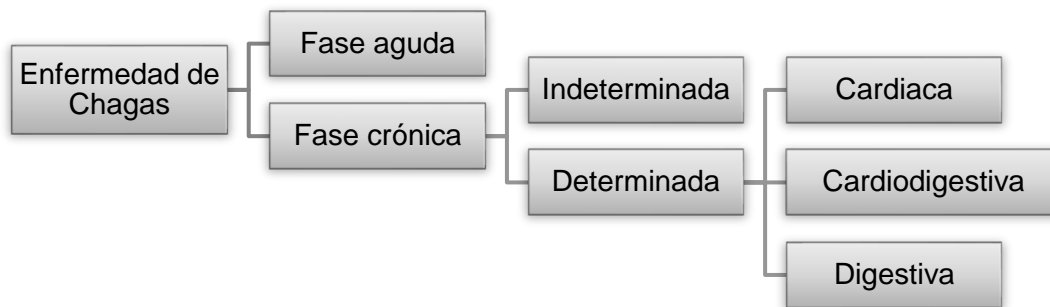 Enfermedad de
Chagas
Fase aguda
Fase crónica
Indeterminada
Determinada
Cardiaca
Cardiodigestiva
Digestiva